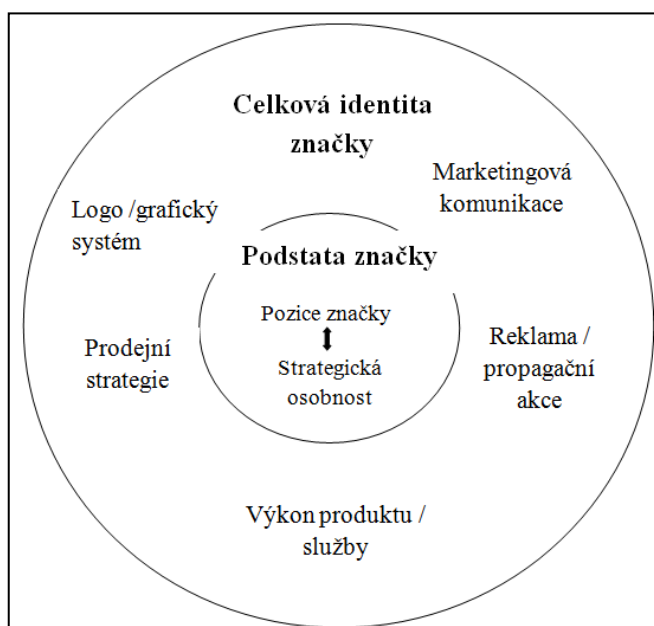 Celková identita
značky
Marketingová
komunikace
Logo /grafický
systém
Podstata značky
Pozice značky
Strategická
osobnost
Prodejní
strategie
Reklama /
propagační
akce
Výkon produktu /
služby